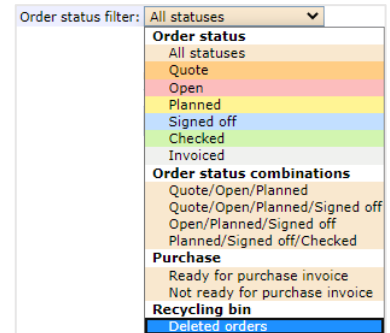 Order status filter: All statuses
Order status
All statuses
Quote
Open
Planned
Signed off
Checked
Invoiced
Order status combinations
Quote/Open/Planned
Quote/Open/Planned/Signed off
Open/Planned/Signed off
Planned/Signed off/Checked
Purchase
Ready for purchase invoice
Not ready for purchase invoice
Recycling bin
Deleted orders